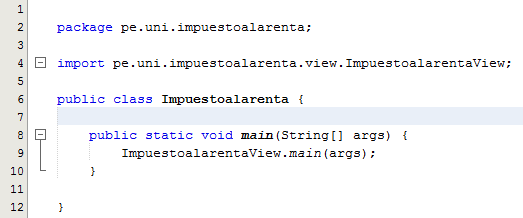 1
2 package pe.uni.impuestoalarenta;
3
4 import pe.uni.impuestoalarenta.view.ImpuestoalarentaView;
5
6 public class Impuestoalarenta {
7
8 public static void main(String[] args) {
9 ImpuestoalarentaView.main(args);
10 }
11
12 }